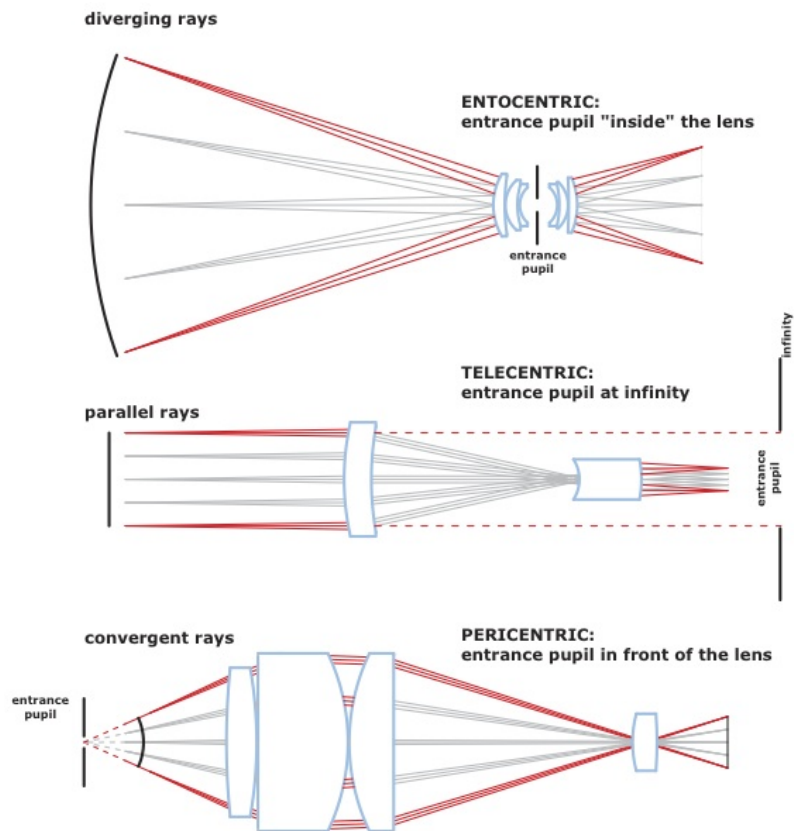 diverging rays
ENTOCENTRIC:
entrance pupil "inside" the lens
entrance
pupil
infinity
TELECENTRIC:
entrance pupil at infinity
parallel rays
entrance
pupil
convergent rays
PERICENTRIC:
entrance pupil in front of the lens
entrance
pupil